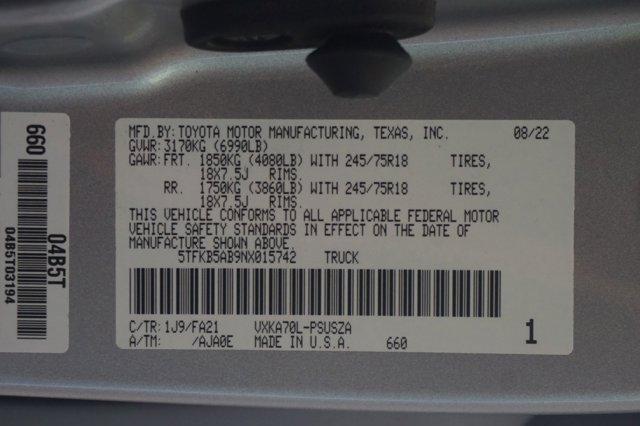 MFD.BY: TOYOTA MOTOR MANUFACTURING, TEXAS, INC. 08/22
GVWR: 3170KG (6990LB)
GAWR: FRT. 1850KG (4080LB) WITH 245/75R18 TIRES,
18X7.5J RIMS.
RR. 1750KG (3860LB) WITH 245/75R18 TIRES,
18X7.5J RIMS.
THIS VEHICLE CONFORMS TO ALL APPLICABLE FEDERAL MOTOR
VEHICLE SAFETY STANDARDS IN EFFECT ON THE DATE OF
MANUFACTURE SHOWN ABOVE.
5TFKB5AB9NX015742 TRUCK
C/TR: 1J9/FA21 VXKA70L-PSUSZA 1
A/TM: /AJA0E MADE IN U.S.A. 660
660
04B5T
04B5T03194